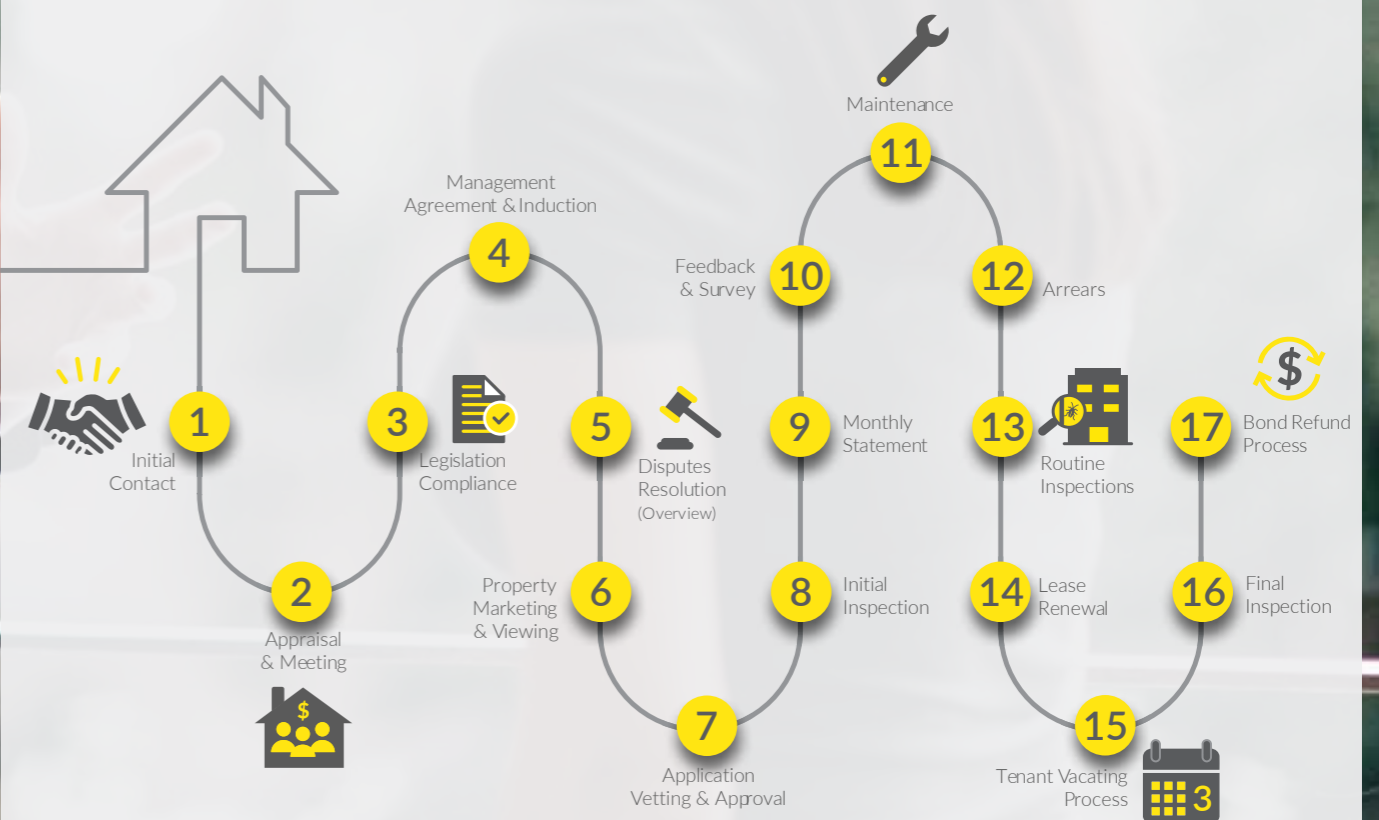 1
Initial
Contact
2
Appraisal
& Meeting
$
3
Legislation
Compliance
4
Management
Agreement & Induction
5
Disputes
Resolution
(Overview)
6
Property
Marketing
& Viewing
7
Application
Vetting & Approval
8
Initial
Inspection
9
Monthly
Statement
10
Feedback
& Survey
11
Maintenance
12
Arrears
13
Routine
Inspections
14
Lease
Renewal
15
Tenant Vacating
Process
3
16
Final
Inspection
17
Bond Refund
Process
$